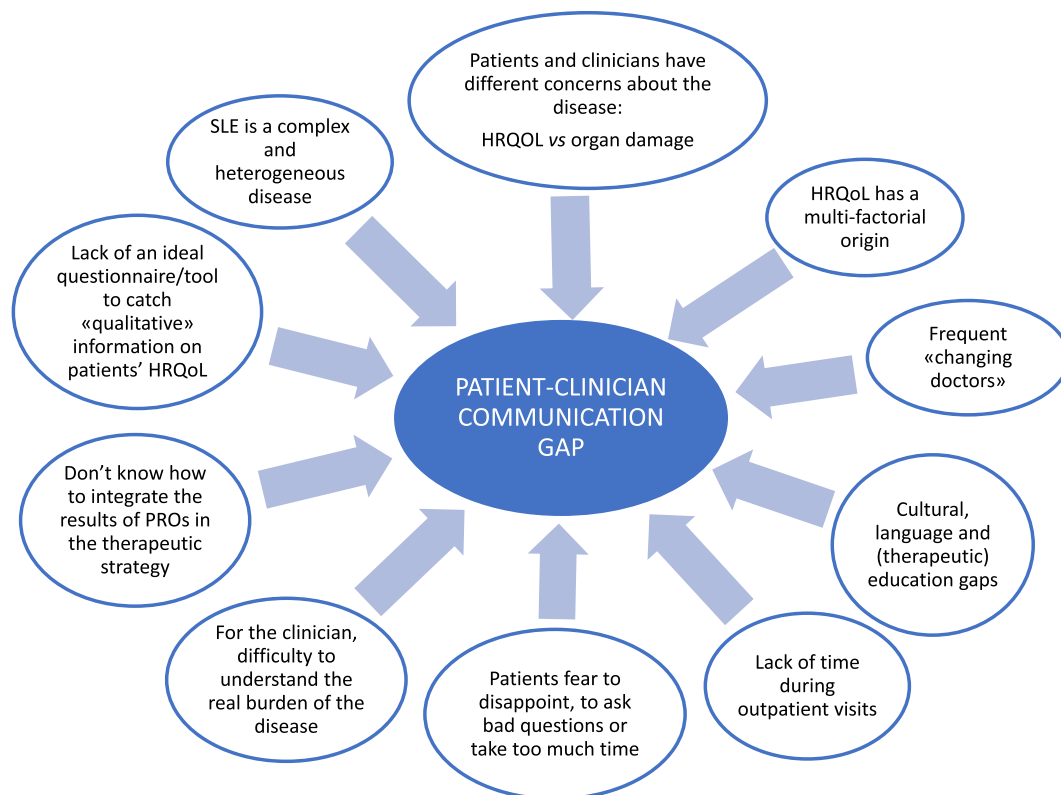 Patients and clinicians have
different concerns about the
disease:
HRQOL vs organ damage
SLE is a complex
and
heterogeneous
disease
HRQoL has a
multi-factorial
origin
Lack of an ideal
questionnaire/tool
to catch
«qualitative»
information on
patients’ HRQoL
Frequent
«changing
doctors»
PATIENT-CLINICIAN
COMMUNICATION
GAP
Don’t know how
to integrate the
results of PROs in
the therapeutic
strategy
Cultural,
language and
(therapeutic)
education gaps
For the clinician,
difficulty to
understand the
real burden of the
disease
Patients fear to
disappoint, to ask
bad questions or
take too much time
Lack of time
during
outpatient visits